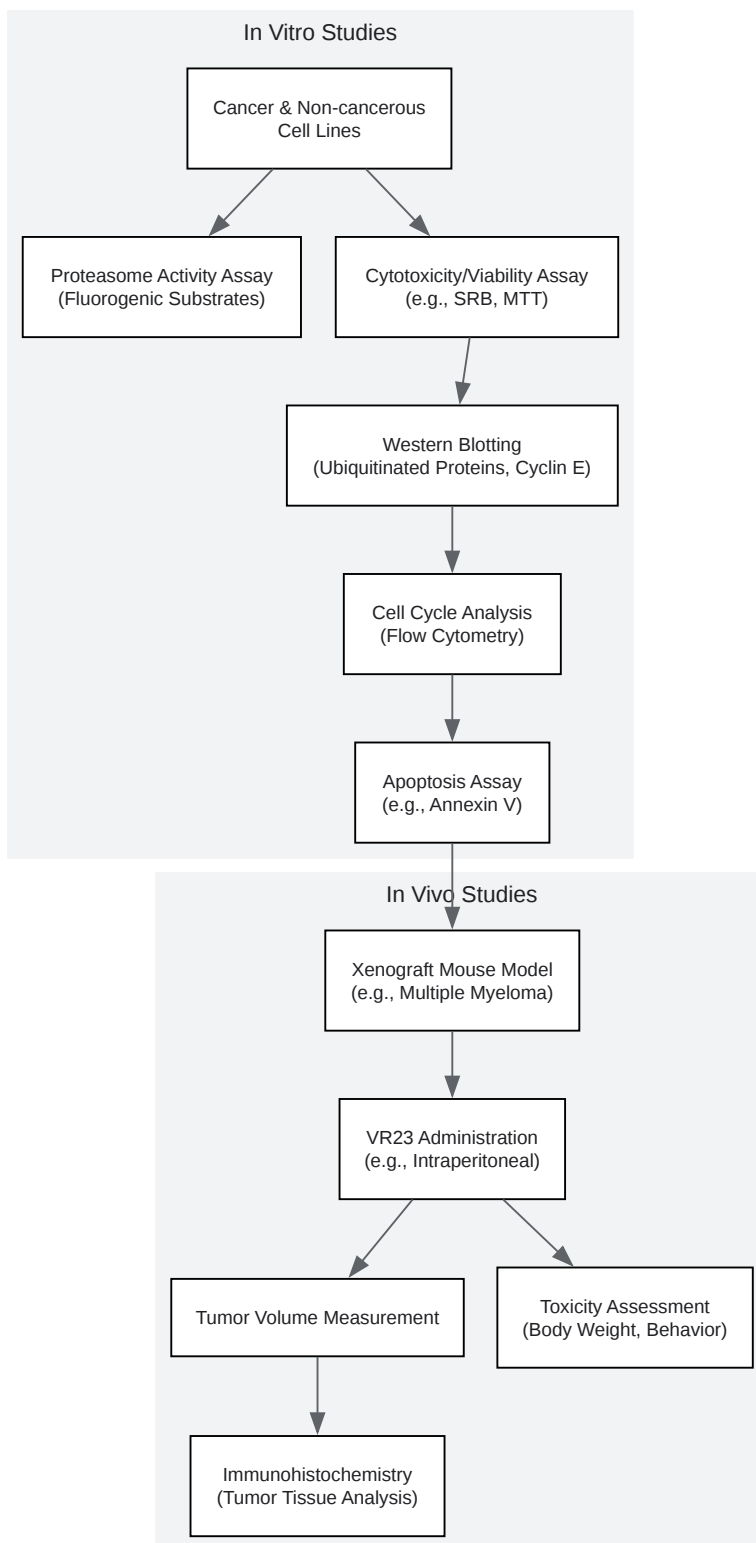 In Vitro Studies
Cancer & Non-cancerous
Cell Lines
Proteasome Activity Assay
(Fluorogenic Substrates)
Cytotoxicity/Viability Assay
(e.g., SRB, MTT)
Western Blotting
(Ubiquitinated Proteins, Cyclin E)
Cell Cycle Analysis
(Flow Cytometry)
Apoptosis Assay
(e.g., Annexin V)
In Vivo Studies
Xenograft Mouse Model
(e.g., Multiple Myeloma)
VR23 Administration
(e.g., Intraperitoneal)
Tumor Volume Measurement
Toxicity Assessment
(Body Weight, Behavior)
Immunohistochemistry
(Tumor Tissue Analysis)